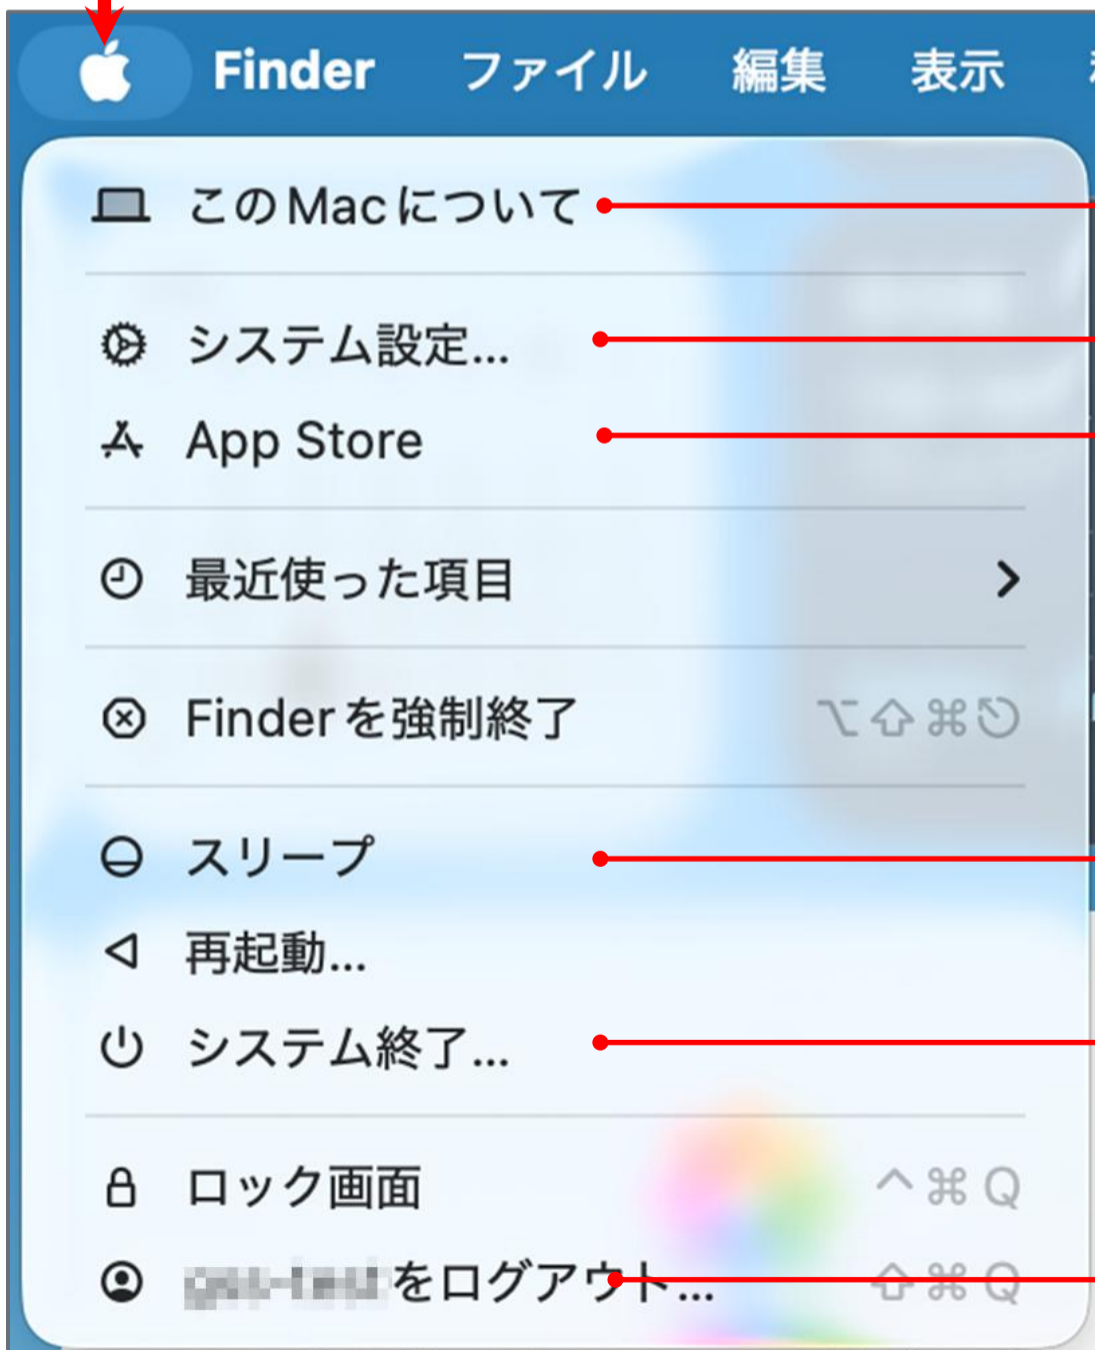 Finder ファイル 編集 表示
このMacについて
システム設定...
App Store
最近使った項目
Finderを強制終了 ⌥⇧⌘⎋
スリープ
再起動...
システム終了...
ロック画面 ^⌘Q
をログアウト... ⇧⌘Q